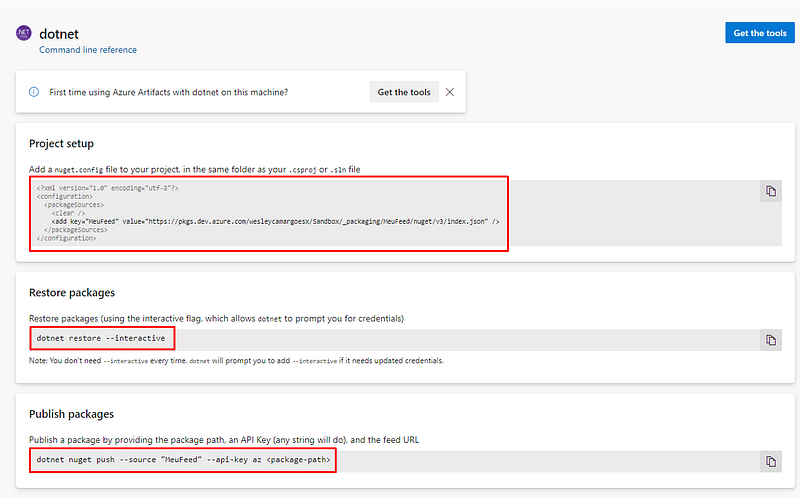 .NET
dotnet
Get the tools
Command line reference
First time using Azure Artifacts with dotnet on this machine?
Get the tools
Project setup
Add a nuget.config file to your project, in the same folder as your .csproj or .sln file
<?xml version="1.0" encoding="utf-8"?>
<configuration>
  <packageSources>
    <clear />
    <add key="MeuFeed" value="https://pkgs.dev.azure.com/wesleycamargoesx/Sandbox/_packaging/MeuFeed/nuget/v3/index.json" />
  </packageSources>
</configuration>
Restore packages
Restore packages (using the interactive flag, which allows dotnet to prompt you for credentials)
dotnet restore --interactive
Note: You don't need --interactive every time. dotnet will prompt you to add --interactive if it needs updated credentials.
Publish packages
Publish a package by providing the package path, an API Key (any string will do), and the feed URL
dotnet nuget push --source "MeuFeed" --api-key az <package-path>